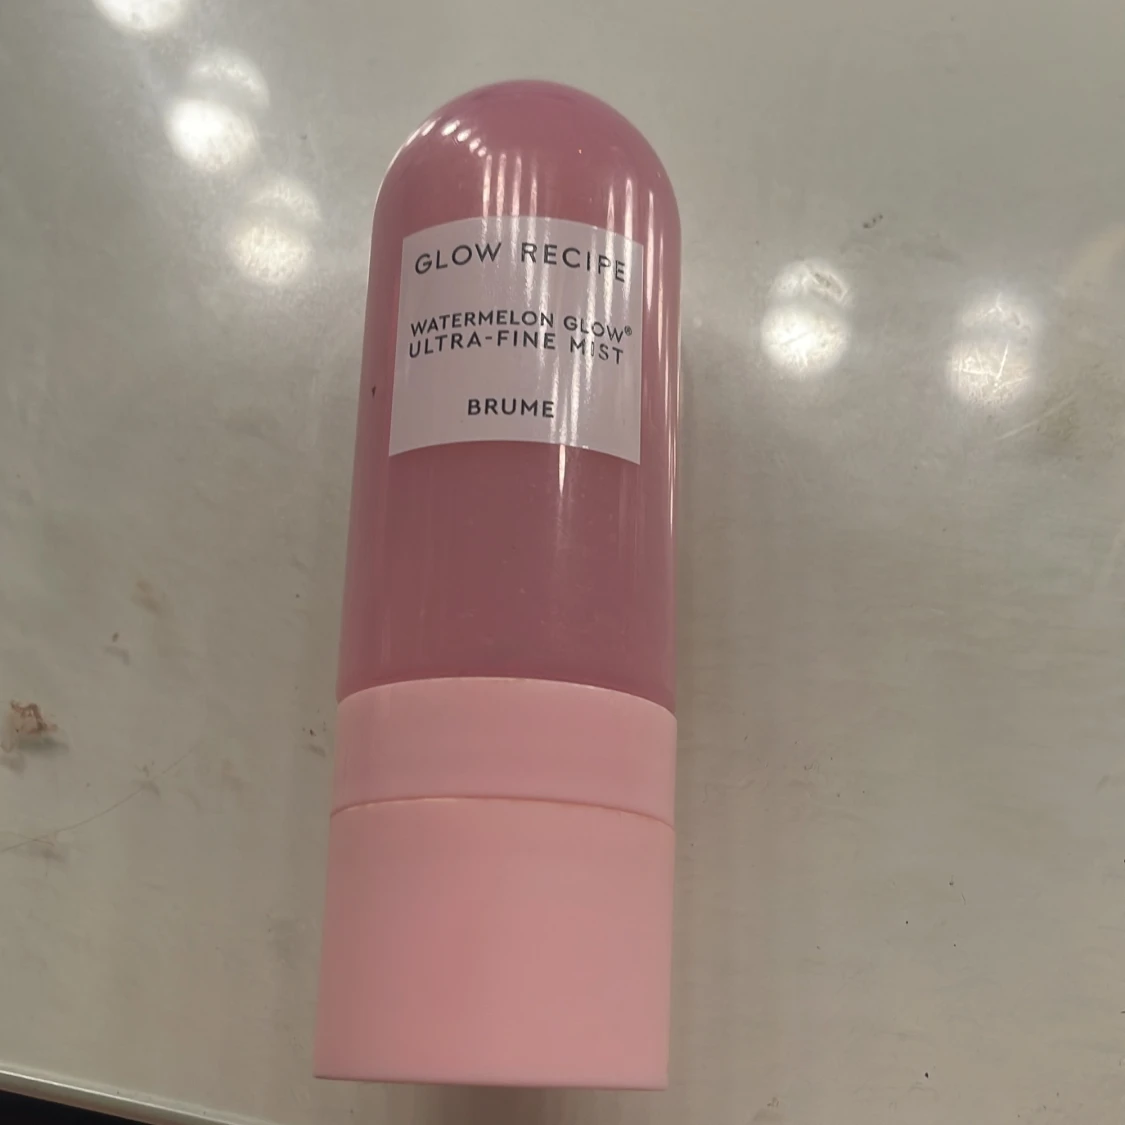 GLOW RECIPE
WATERMELON GLOW®
ULTRA-FINE MIST
BRUME